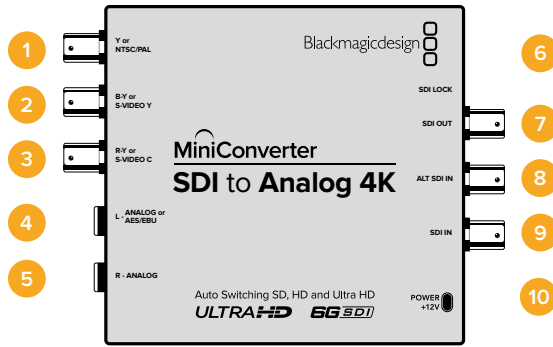 1
Y or
NTSC/PAL
2
B-Y or
S-VIDEO Y
3
R-Y or
S-VIDEO C
4
L - ANALOG or
AES/EBU
5
R - ANALOG
Blackmagicdesign
MiniConverter
SDI to Analog 4K
Auto Switching SD, HD and Ultra HD
ULTRA HD 6G SDI
6
SDI LOCK
SDI OUT
7
ALT SDI IN
8
SDI IN
9
POWER
+12V
10